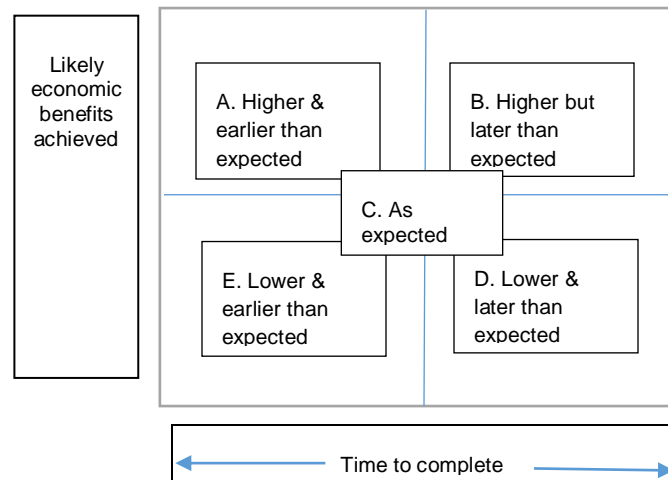 Likely
economic
benefits
achieved
A. Higher &
earlier than
expected
B. Higher but
later than
expected
C. As
expected
E. Lower &
earlier than
expected
D. Lower &
later than
expected
Time to complete